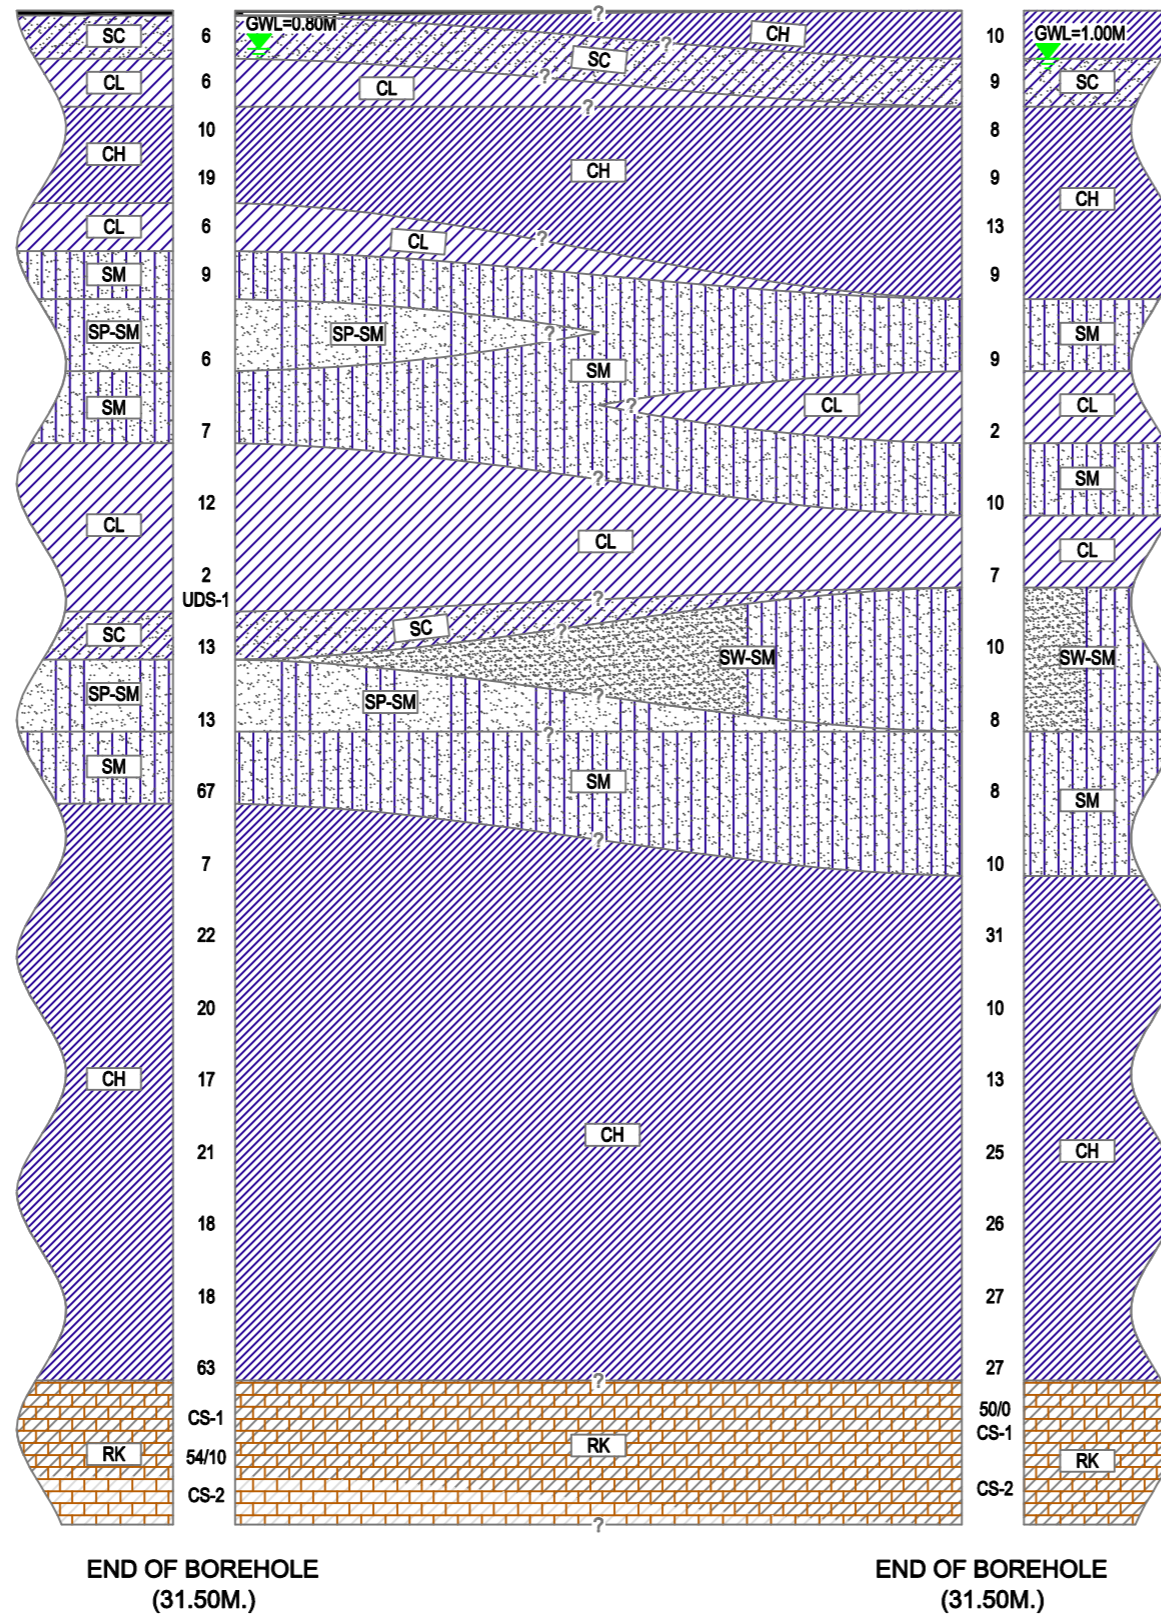 ?
GWL=0.80M
SC
6
CH
10
GWL=1.00M
?
SC
CL
6
CL
?
9
SC
?
10
8
CH
19
CH
9
CH
CL
6
CL
?
13
SM
9
9
SP-SM
SP-SM
?
SM
6
SM
9
SM
?
CL
CL
7
2
?
SM
12
10
CL
CL
CL
2
7
UDS-1
?
SC
13
SC
?
10
SW-SM
SW-SM
SP-SM
SP-SM
?
13
8
?
SM
SM
67
8
SM
?
7
10
22
31
20
10
CH
17
13
CH
21
25
CH
18
26
18
27
63
27
?
CS-1
50/0
CS-1
RK
54/10
RK
RK
CS-2
CS-2
?
END OF BOREHOLE
(31.50M.)
END OF BOREHOLE
(31.50M.)